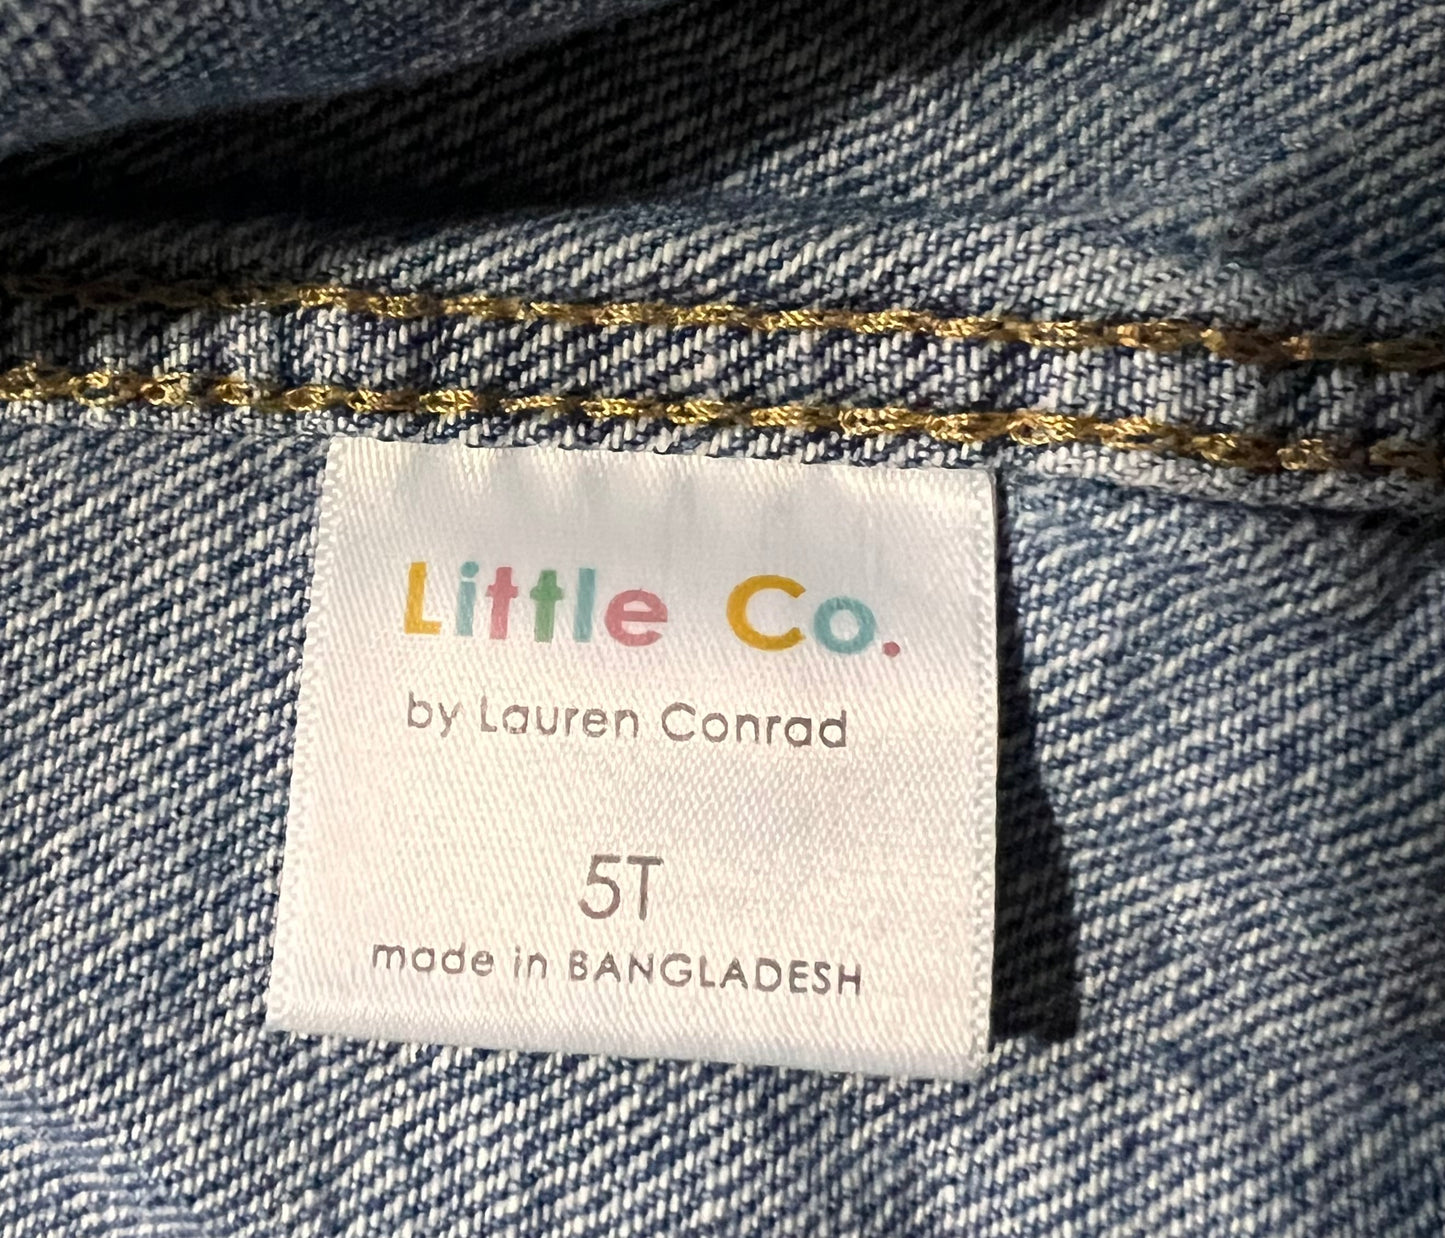 Little Co.
by Lauren Conrad
5T
made in BANGLADESH